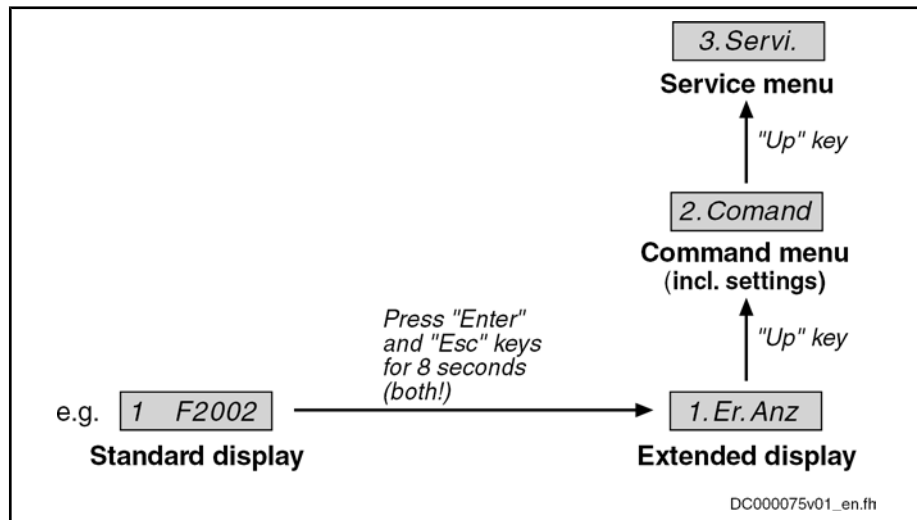 3.Servi.
Service menu
"Up" key
2.Comand
Command menu
(incl. settings)
Press "Enter"
and "Esc" keys
for 8 seconds
(both!)
"Up" key
e.g.
1 F2002
1.Er.Anz
Standard display
Extended display
DC000075v01_en.fh